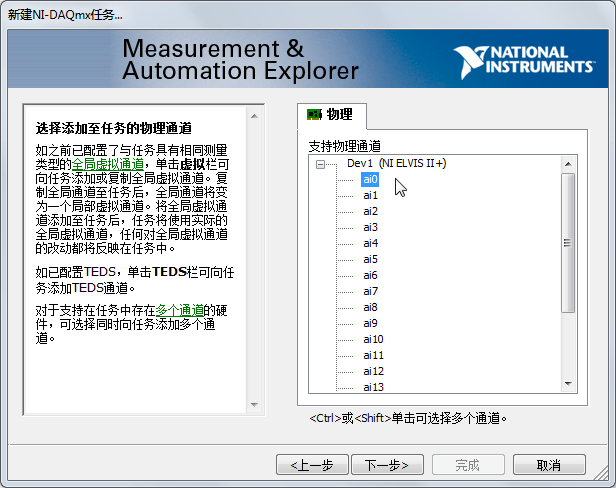 新建NI-DAQmx任务...
Measurement &
Automation Explorer
NATIONAL
INSTRUMENTS
选择添加至任务的物理通道
如之前已配置了与任务具有相同测量
类型的全局虚拟通道，单击虚拟栏可
向任务添加或复制全局虚拟通道。复
制全局通道至任务后，全局通道将变
为一个局部虚拟通道。将全局虚拟通
道添加至任务后，任务将使用实际的
全局虚拟通道，任何对全局虚拟通道
的改动都将反映在任务中。
如已配置TEDS，单击TEDS栏可向任
务添加TEDS通道。
对于支持在任务中存在多个通道的硬
件，可选择同时向任务添加多个通
道。
物理
支持物理通道
Dev1 (NI ELVIS II+)
ai0
ai1
ai2
ai3
ai4
ai5
ai6
ai7
ai8
ai9
ai10
ai11
ai12
ai13
<Ctrl>或<Shift>单击可选择多个通道。
<上一步
下一步>
完成
取消